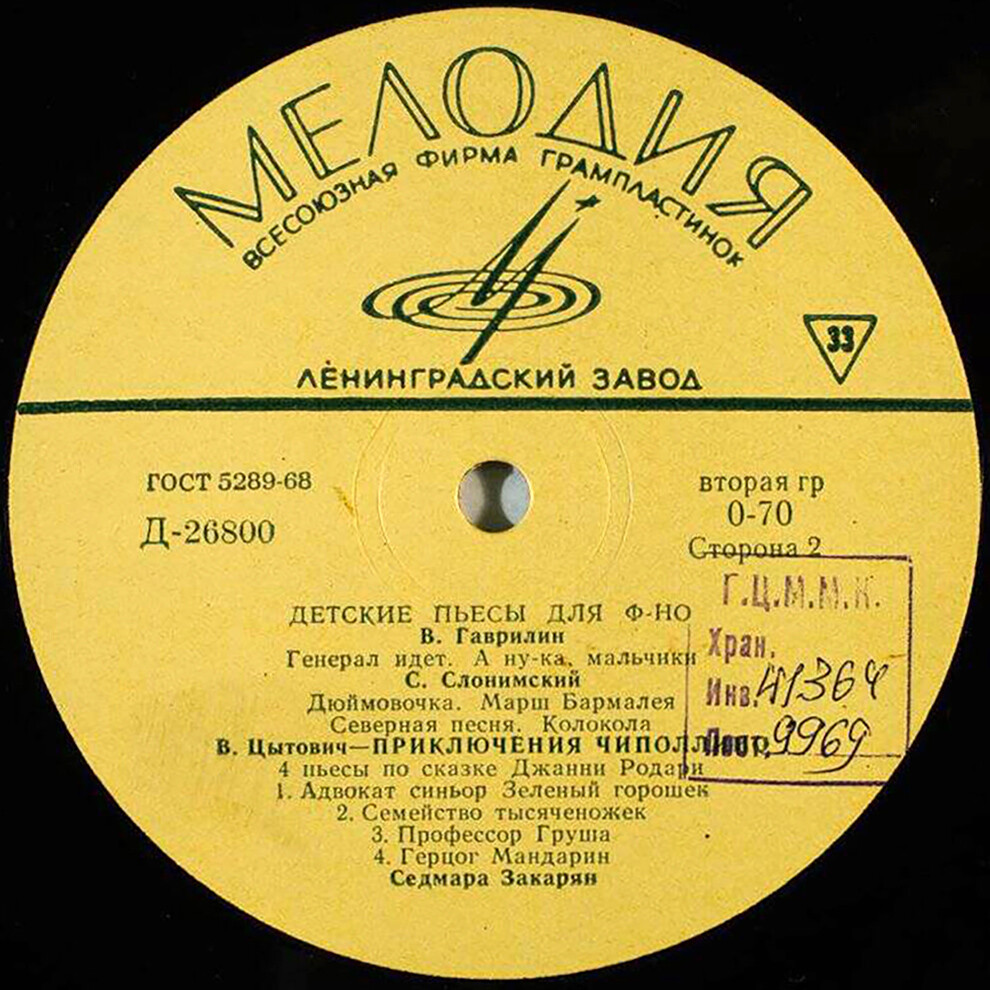 МЕЛОДИЯ
ВСЕСОЮЗНАЯ ФИРМА ГРАМПЛАСТИНОК
33
ЛЕНИНГРАДСКИЙ ЗАВОД
ГОСТ 5289-68
Д-26800
вторая гр
0-70
Сторона 2
Г.Ц.М.М.К.
Хран.
Инв. 41364
9969
ДЕТСКИЕ ПЬЕСЫ ДЛЯ Ф-НО
В. Гаврилин
Генерал идет. А ну-ка, мальчики
С. Слонимский
Дюймовочка. Марш Бармалея
Северная песня. Колокола
В. Цытович—ПРИКЛЮЧЕНИЯ ЧИПОЛЛИНО
4 пьесы по сказке Джанни Родари
1. Адвокат синьор Зеленый горошек
2. Семейство тысяченожек
3. Профессор Груша
4. Герцог Мандарин
Седмара Закарян